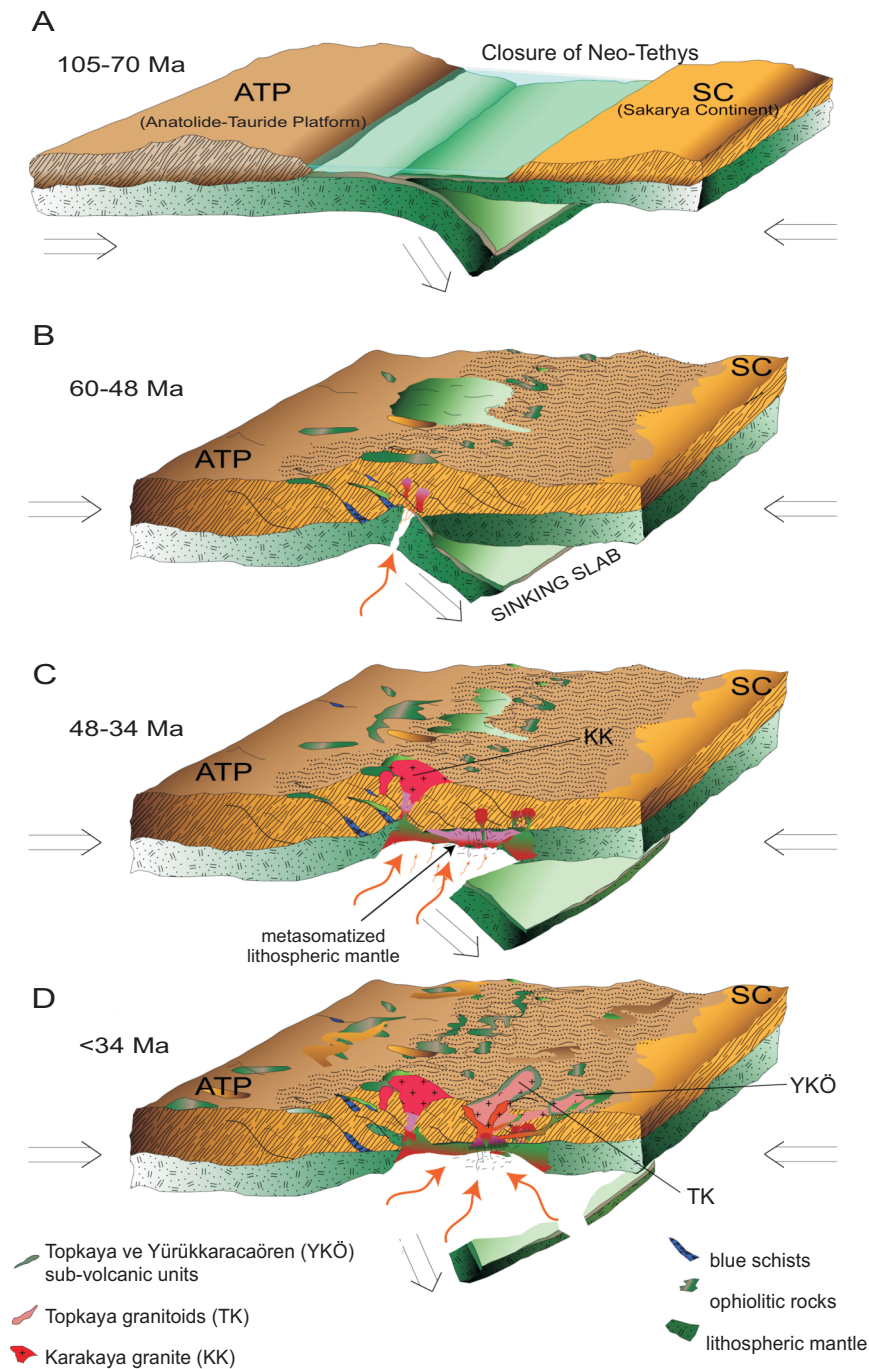 A
105-70 Ma
Closure of Neo-Tethys
ATP
(Anatolide-Tauride Platform)
SC
(Sakarya Continent)
B
60-48 Ma
SC
ATP
SINKING SLAB
C
48-34 Ma
SC
KK
ATP
metasomatized
lithospheric mantle
D
<34 Ma
SC
ATP
YKÖ
TK
Topkaya ve Yürükkaracaören (YKÖ)
sub-volcanic units
Topkaya granitoids (TK)
Karakaya granite (KK)
blue schists
ophiolitic rocks
lithospheric mantle